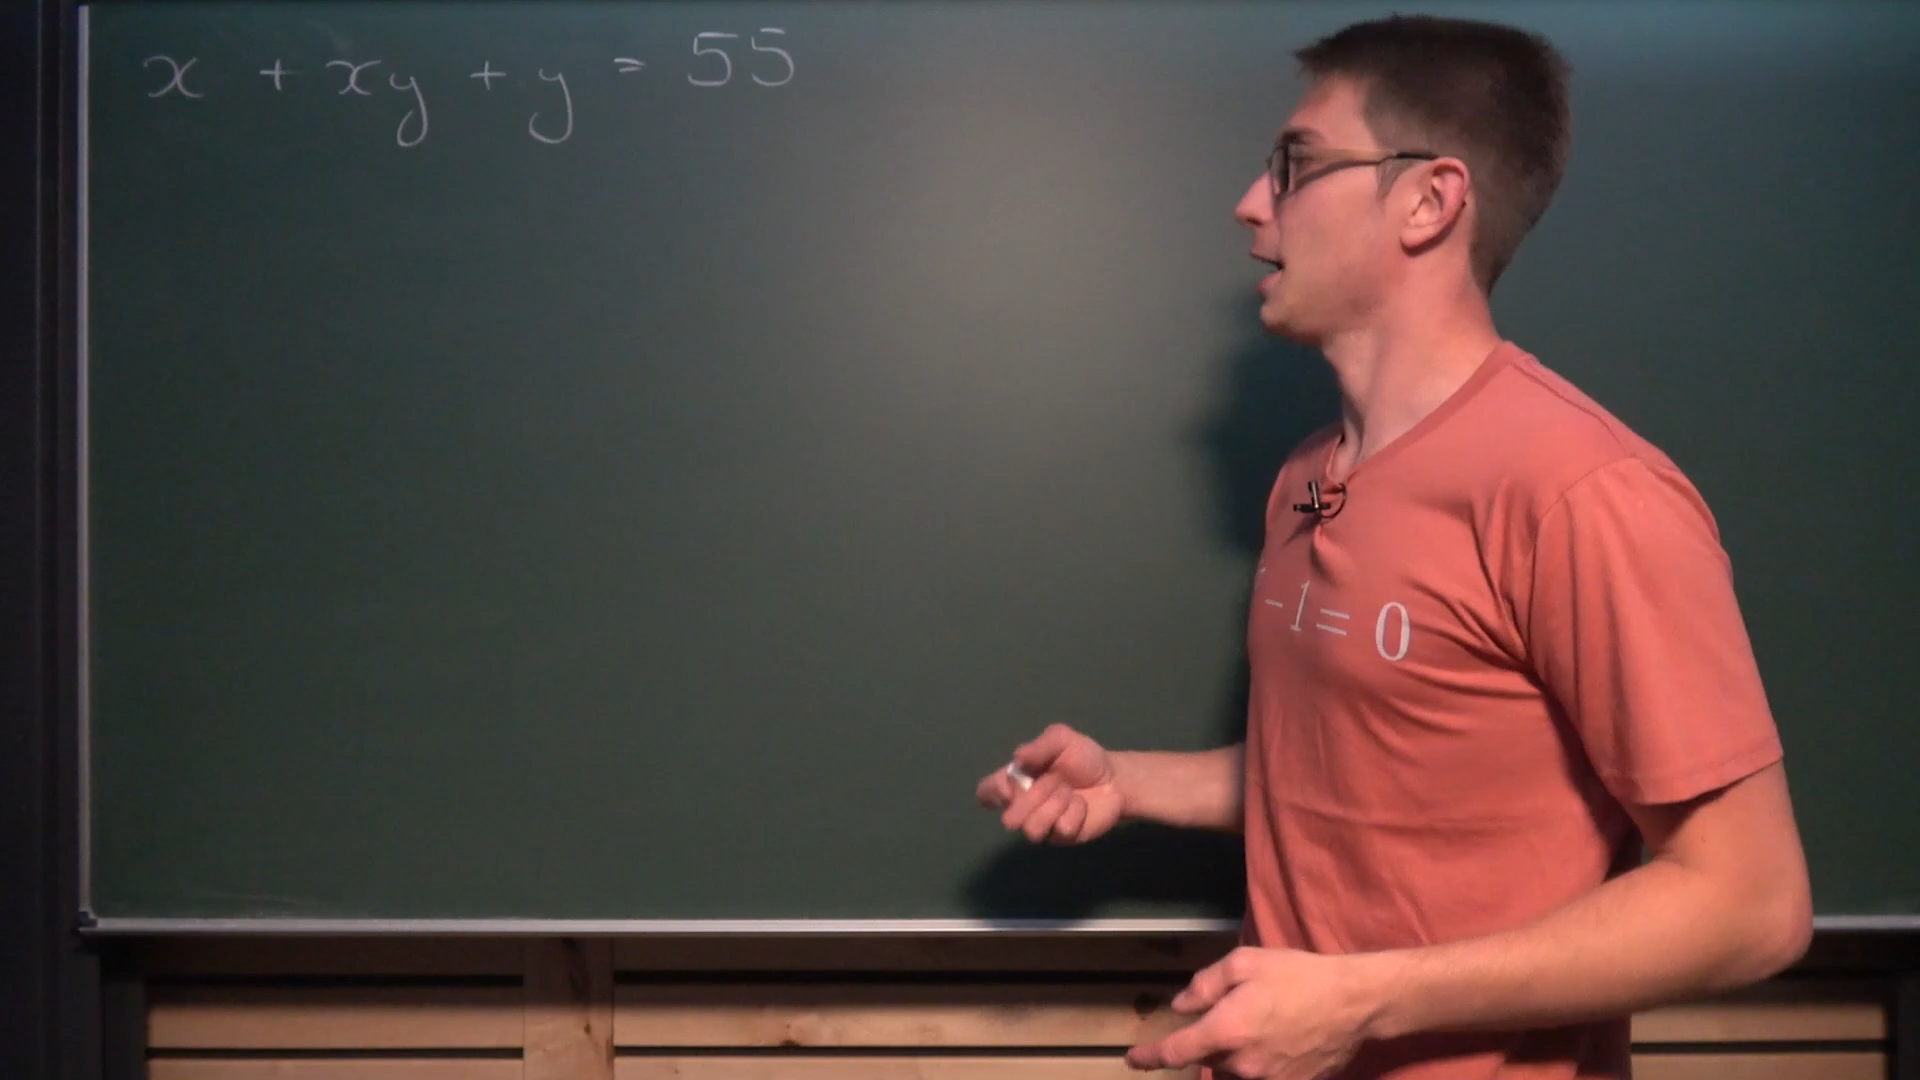 x + xy + y = 55
-1 = 0